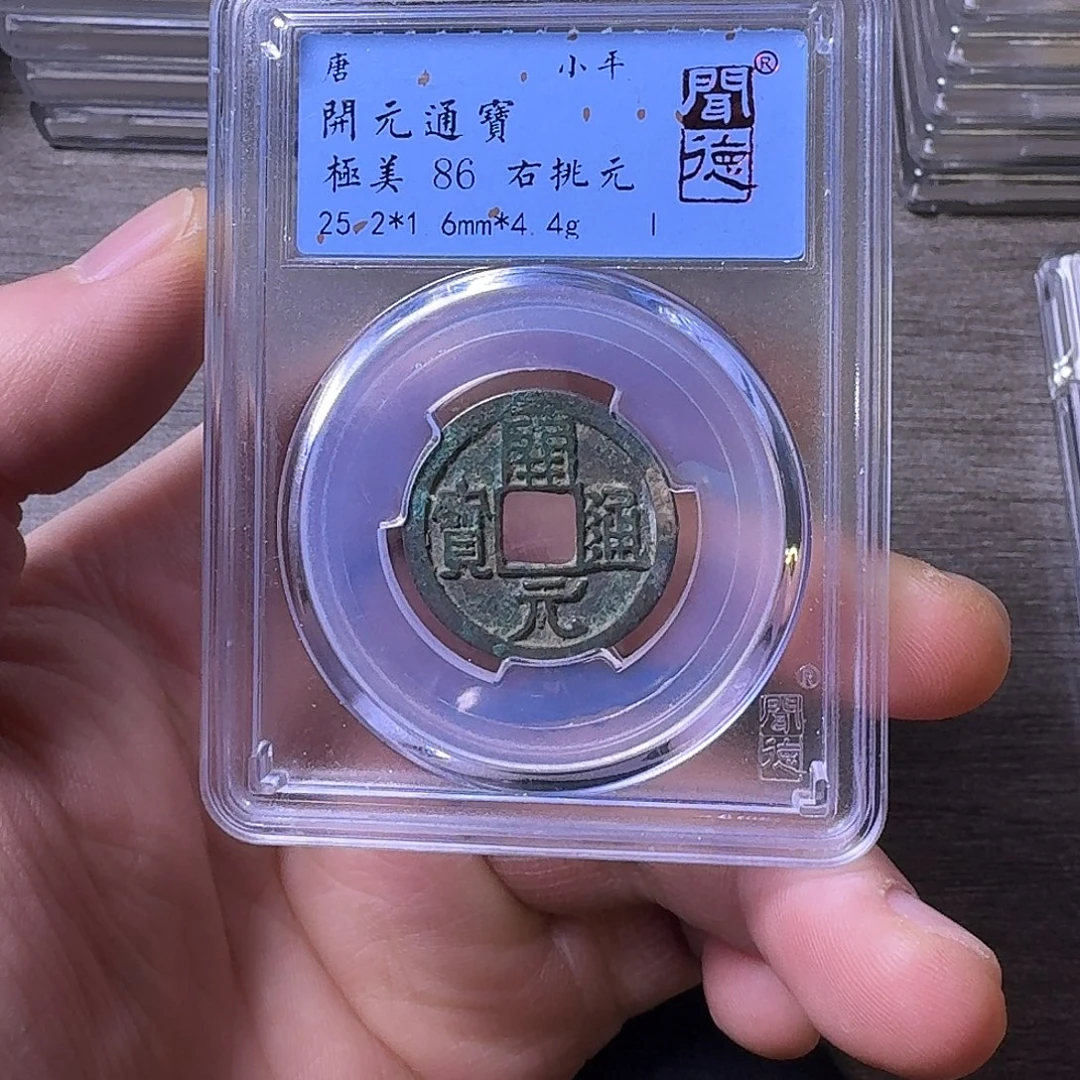 唐 小平
開元通寶
極美 86 右挑元
25.2*1.6mm*4.4g I
聞德®
開元通寶
®
聞德